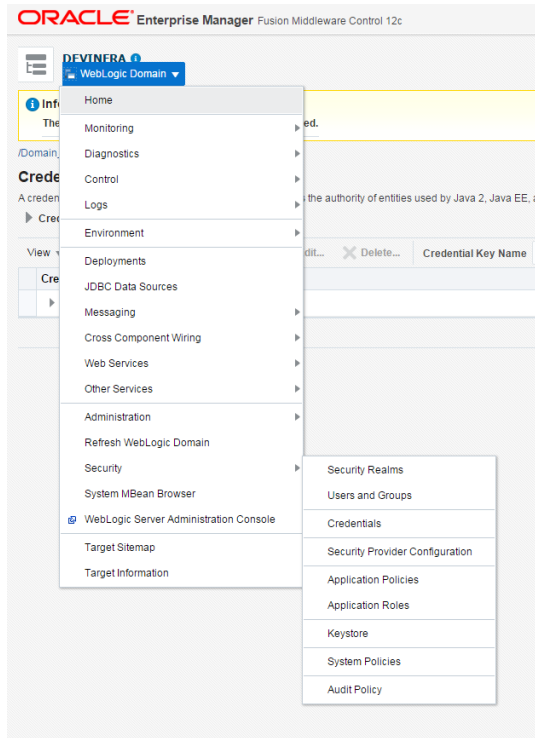 ORACLE Enterprise Manager Fusion Middleware Control 12c
DEVINFRA
WebLogic Domain
Home
Monitoring
Diagnostics
Control
Logs
Environment
Deployments
JDBC Data Sources
Messaging
Cross Component Wiring
Web Services
Other Services
Administration
Refresh WebLogic Domain
Security
System MBean Browser
WebLogic Server Administration Console
Target Sitemap
Target Information
Security Realms
Users and Groups
Credentials
Security Provider Configuration
Application Policies
Application Roles
Keystore
System Policies
Audit Policy
Inf
The ed.
/Domain_
Crede
A creden the authority of entities used by Java 2, Java EE,
Cred
View dit... Delete... Credential Key Name
Cre